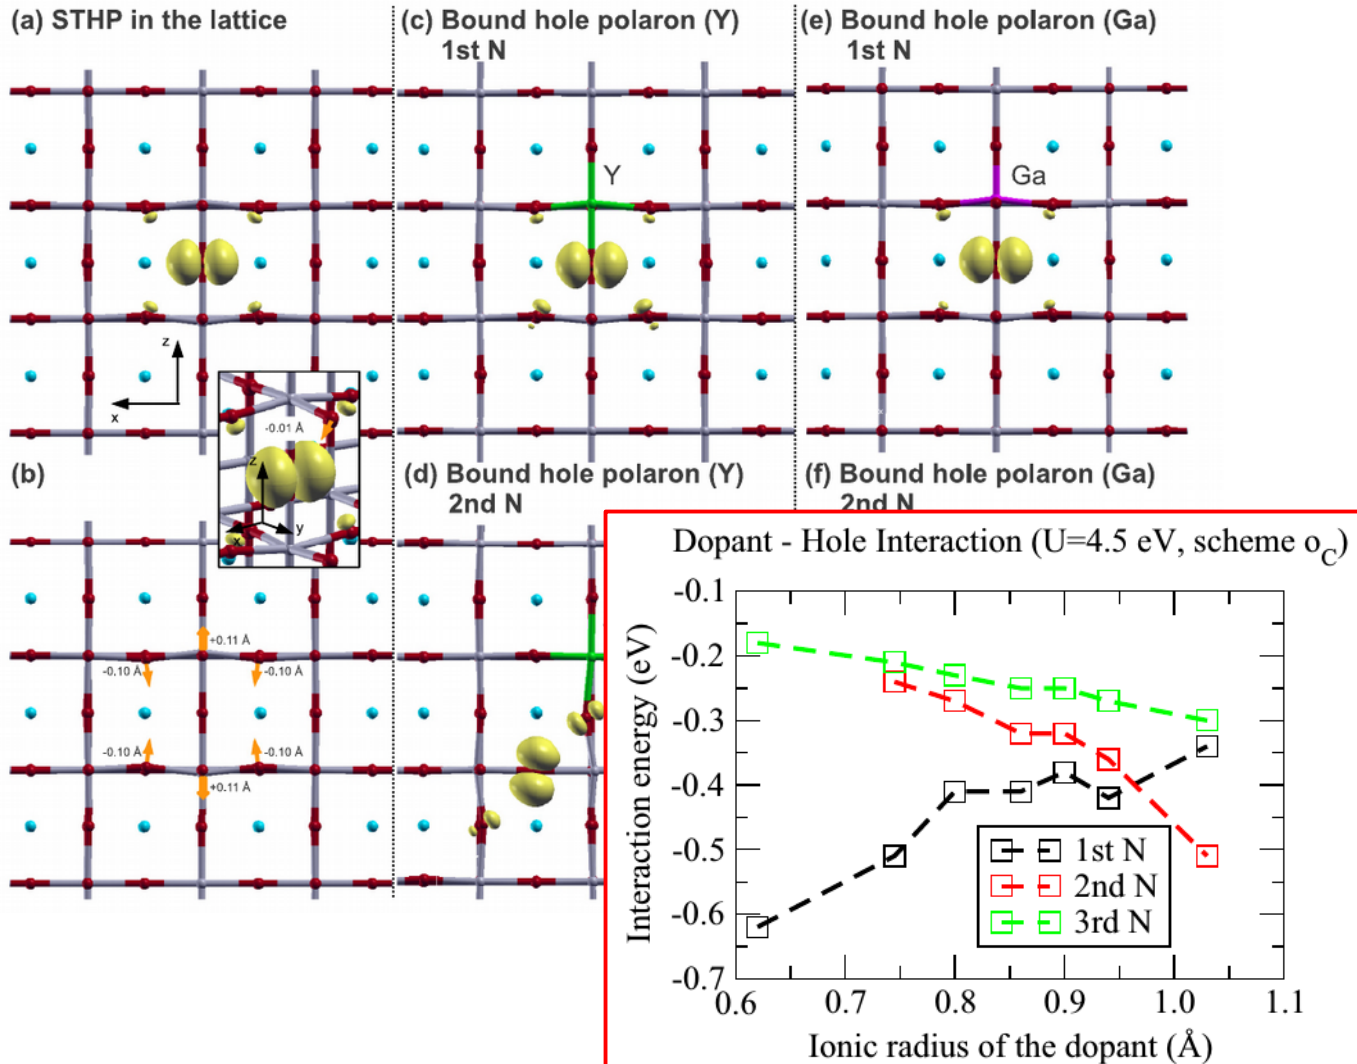 (a) STHP in the lattice
z
x
-0.01 Å
z
x
y
(b)
+0.11 Å
-0.10 Å
-0.10 Å
-0.10 Å
-0.10 Å
+0.11 Å
(c) Bound hole polaron (Y)
1st N
Y
(d) Bound hole polaron (Y)
2nd N
(e) Bound hole polaron (Ga)
1st N
Ga
(f) Bound hole polaron (Ga)
2nd N
Dopant - Hole Interaction (U=4.5 eV, scheme o_C)
Interaction energy (eV)
-0.1
-0.2
-0.3
-0.4
-0.5
-0.6
-0.7
1st N
2nd N
3rd N
0.6 0.7 0.8 0.9 1.0 1.1
Ionic radius of the dopant (Å)